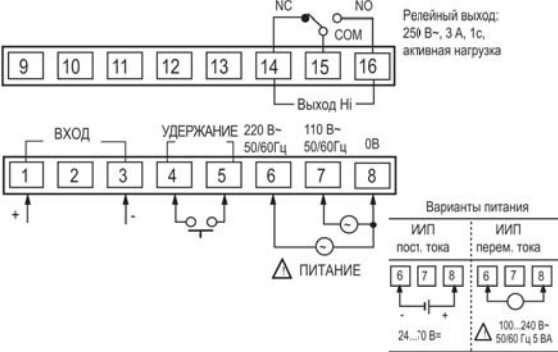 NC NO
COM
Релейный выход:
250 В~, 3 А, 1с,
активная нагрузка
9 10 11 12 13 14 15 16
Выход Hi
ВХОД УДЕРЖАНИЕ 220 В~ 50/60Гц 110 В~ 50/60Гц 0В
1 2 3 4 5 6 7 8
+ -
~
~
ПИТАНИЕ
Варианты питания
ИИП пост. тока ИИП перем. тока
6 7 8 6 7 8
- +
24...70 В= 100...240 В~
50/60 Гц 5 ВА